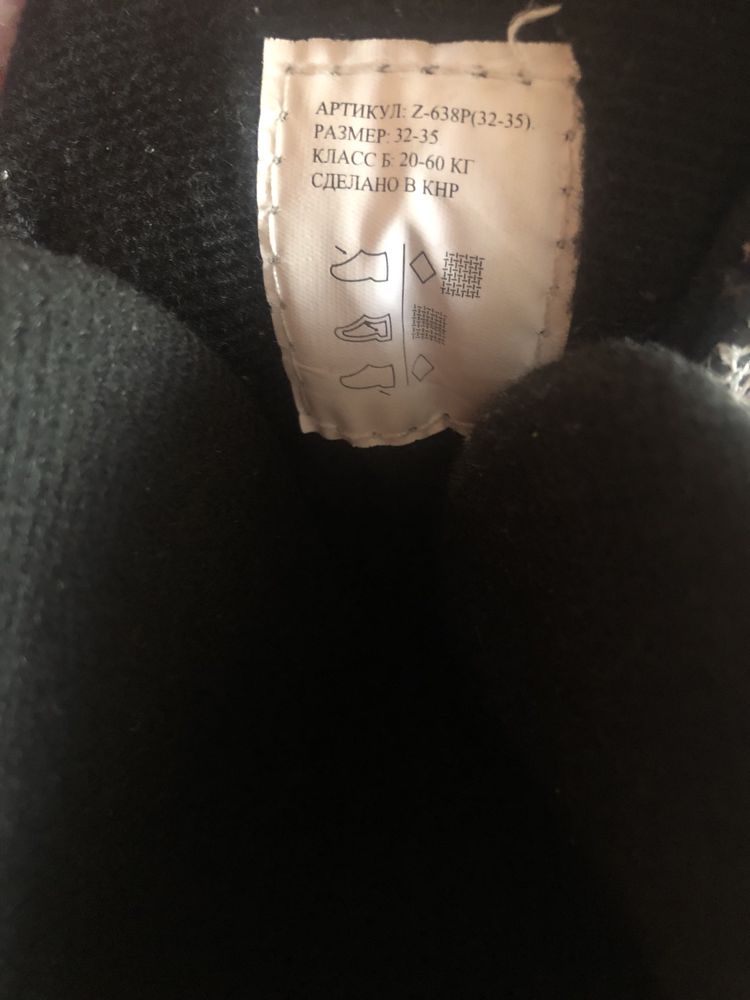 АРТИКУЛ: Z-638P(32-35).
РАЗМЕР: 32-35
КЛАСС Б: 20-60 КГ
СДЕЛАНО В КНР